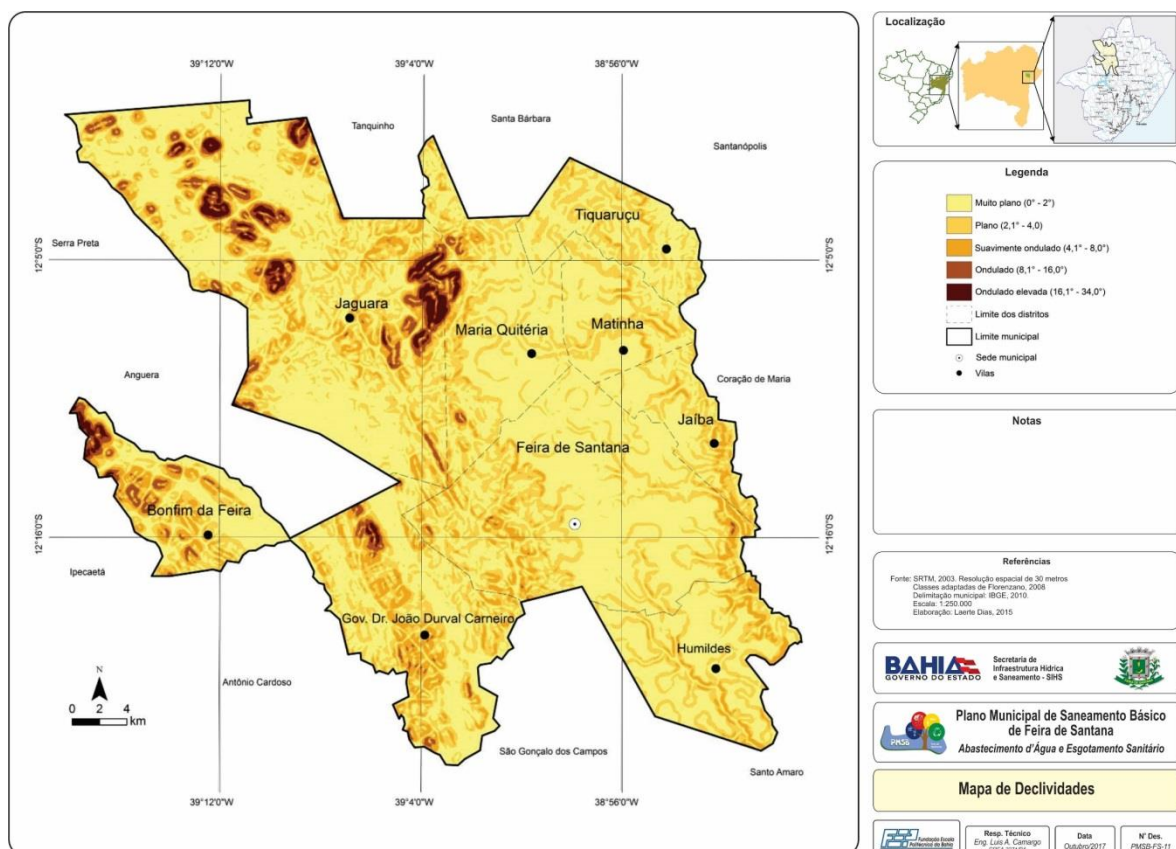 39°12'0"W
39°4'0"W
38°56'0"W
Tanquinho
Santa Bárbara
Santanópolis
Tiquaruçu
Serra Preta
12°5'0"S
12°5'0"S
Jaguara
Maria Quitéria
Matinha
Anguera
Coração de Maria
Jaíba
Feira de Santana
Bonfim da Feira
12°16'0"S
12°16'0"S
Ipecaetá
Gov. Dr. João Durval Carneiro
Humildes
Antônio Cardoso
N
0 2 4
km
São Gonçalo dos Campos
Santo Amaro
39°12'0"W
39°4'0"W
38°56'0"W
Localização
Legenda
Muito plano (0° - 2°)
Plano (2,1° - 4,0)
Suavimente ondulado (4,1° - 8,0°)
Ondulado (8,1° - 16,0°)
Ondulado elevada (16,1° - 34,0°)
Limite dos distritos
Limite municipal
Sede municipal
Vilas
Notas
Referências
Fonte: SRTM, 2003. Resolução espacial de 30 metros
Classes adaptadas de Florenzano, 2008
Delimitação municipal: IBGE, 2010.
Escala: 1:250.000
Elaboração: Laerte Dias, 2015
BAHIA
GOVERNO DO ESTADO
Secretaria de
Infraestrutura Hídrica
e Saneamento - SIHS
PMSB
Plano Municipal de Saneamento Básico
de Feira de Santana
Abastecimento d'Água e Esgotamento Sanitário
Mapa de Declividades
Fundação Escola
Politécnica da Bahia
Resp. Técnico
Eng. Luis A. Camargo
Data
Outubro/2017
N° Des.
PMSB-FS-11